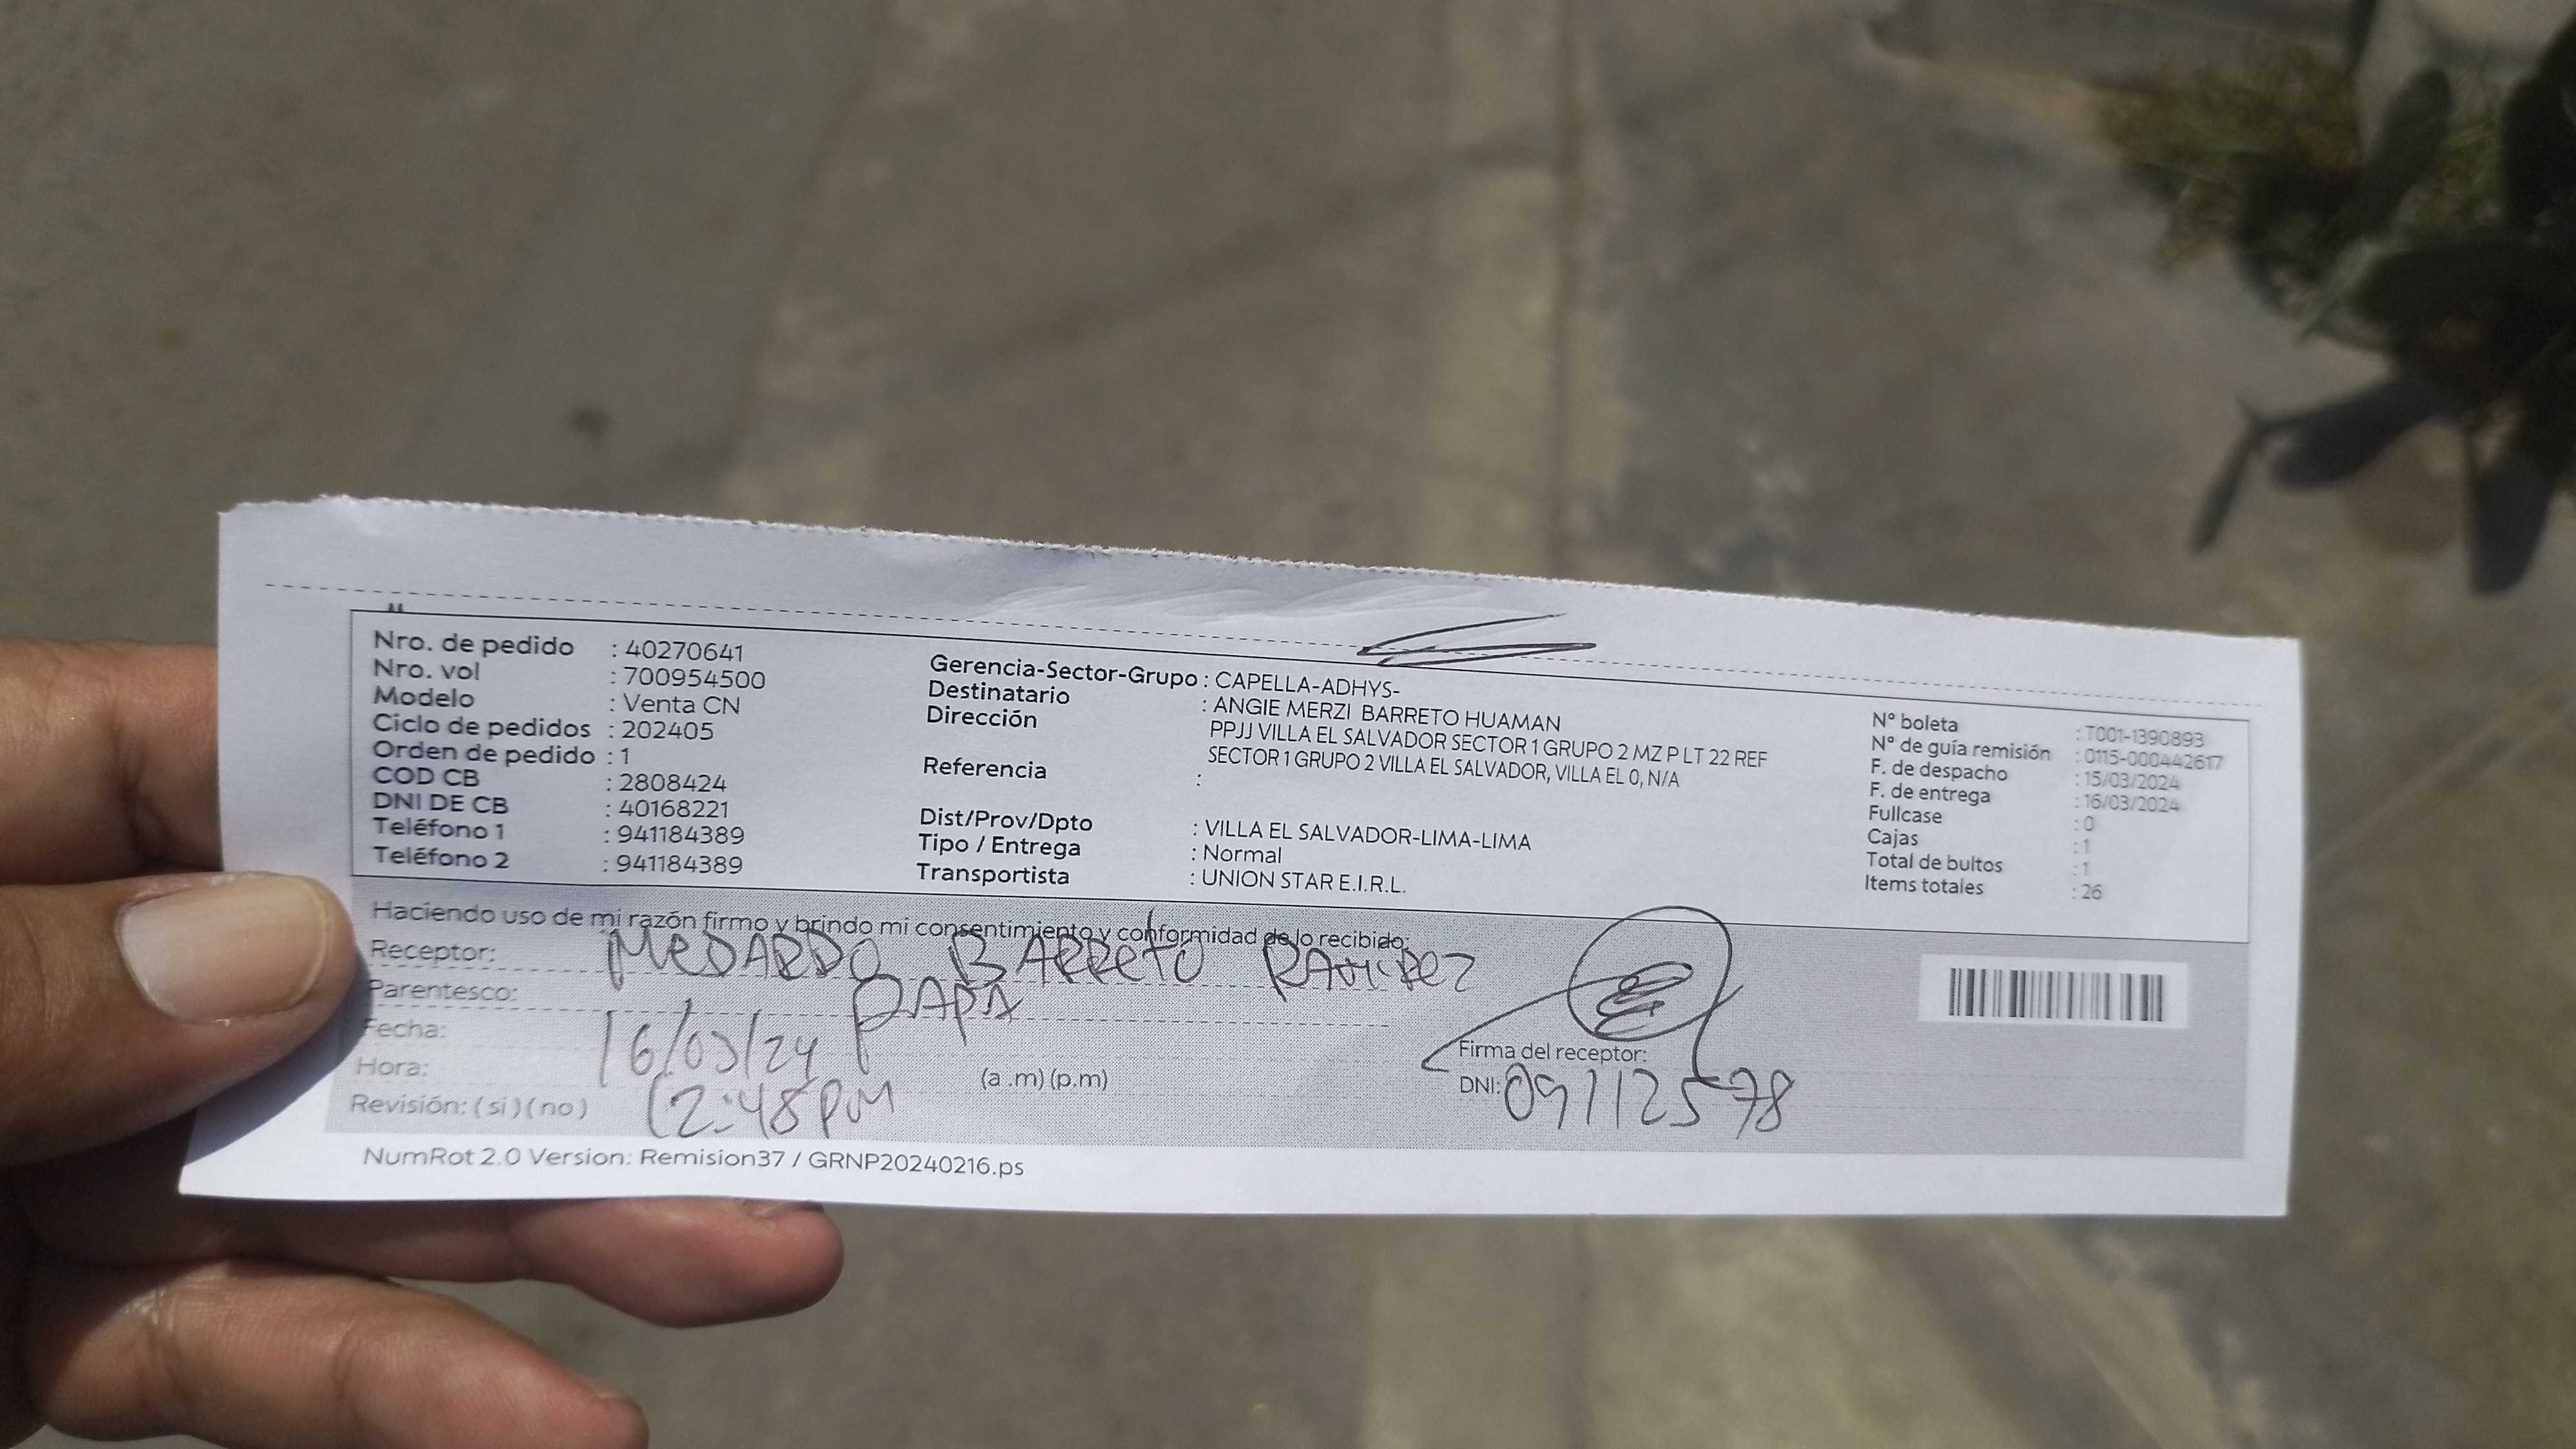 Nro. de pedido : 40270641
Nro. vol : 700954500
Modelo : Venta CN
Ciclo de pedidos : 202405
Orden de pedido : 1
COD CB : 2808424
DNI DE CB : 40168221
Teléfono 1 : 941184389
Teléfono 2 : 941184389
Gerencia-Sector-Grupo : CAPELLA-ADHYS-
Destinatario : ANGIE MERZI BARRETO HUAMAN
Dirección PPJJ VILLA EL SALVADOR SECTOR 1 GRUPO 2 MZ P LT 22 REF
SECTOR 1 GRUPO 2 VILLA EL SALVADOR, VILLA EL 0, N/A
Referencia :
Dist/Prov/Dpto : VILLA EL SALVADOR-LIMA-LIMA
Tipo / Entrega : Normal
Transportista : UNION STAR E.I.R.L.
N° boleta : T001-1390893
N° de guía remisión : 0115-000442617
F. de despacho : 15/03/2024
F. de entrega : 16/03/2024
Fullcase : 0
Cajas : 1
Total de bultos : 1
Items totales : 26
Haciendo uso de mi razón firmo y brindo mi consentimiento y conformidad de lo recibido:
Receptor: MEDARDO BARRETO RAMIREZ
Parentesco: PAPA
Fecha: 16/03/24
Hora: 12:48 PM (a.m) (p.m)
Revisión: (si) (no)
Firma del receptor:
DNI: 09112578
NumRot 2.0 Version: Remision37 / GRNP20240216.ps